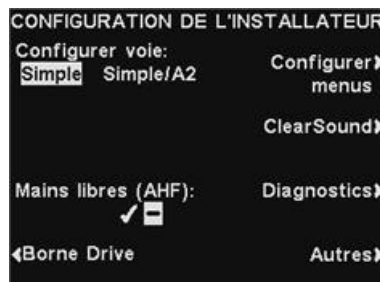 CONFIGURATION DE L'INSTALLATEUR
Configurer voie:
Simple Simple/A2
Configurer
menus
ClearSound
Mains libres (AHF):
Diagnostics
Borne Drive
Autres